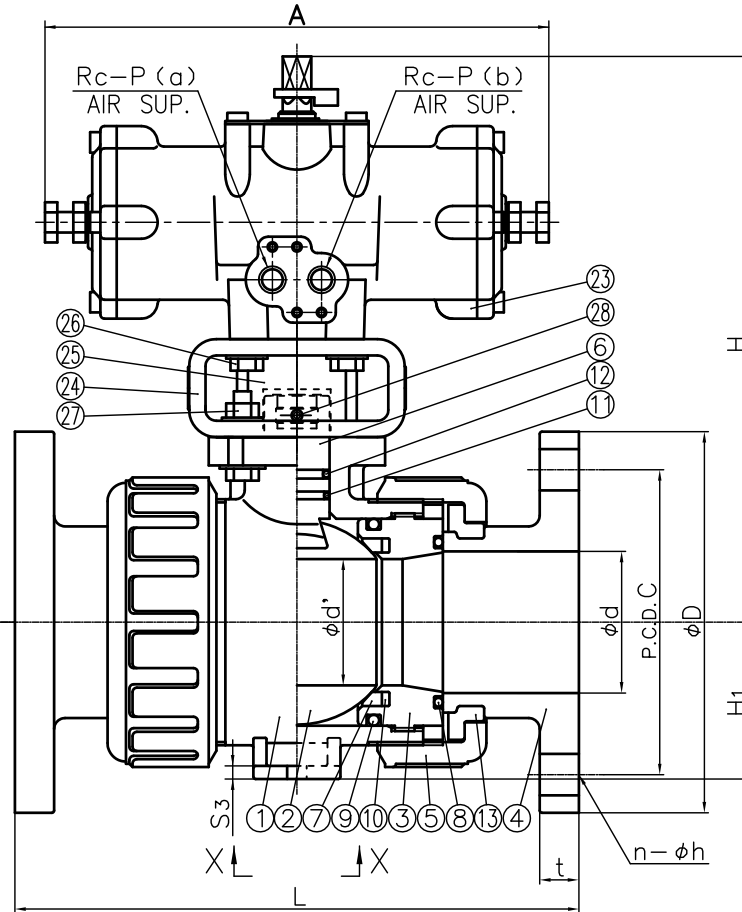 A
Rc-P (a)
AIR SUP.
Rc-P (b)
AIR SUP.
H
23
26
28
25
6
24
12
27
11
φd'
φd
P.C.D. C
φD
H1
S3
1 2 7 9 10 3 5 8 13 4
X X
n-φh
t
L